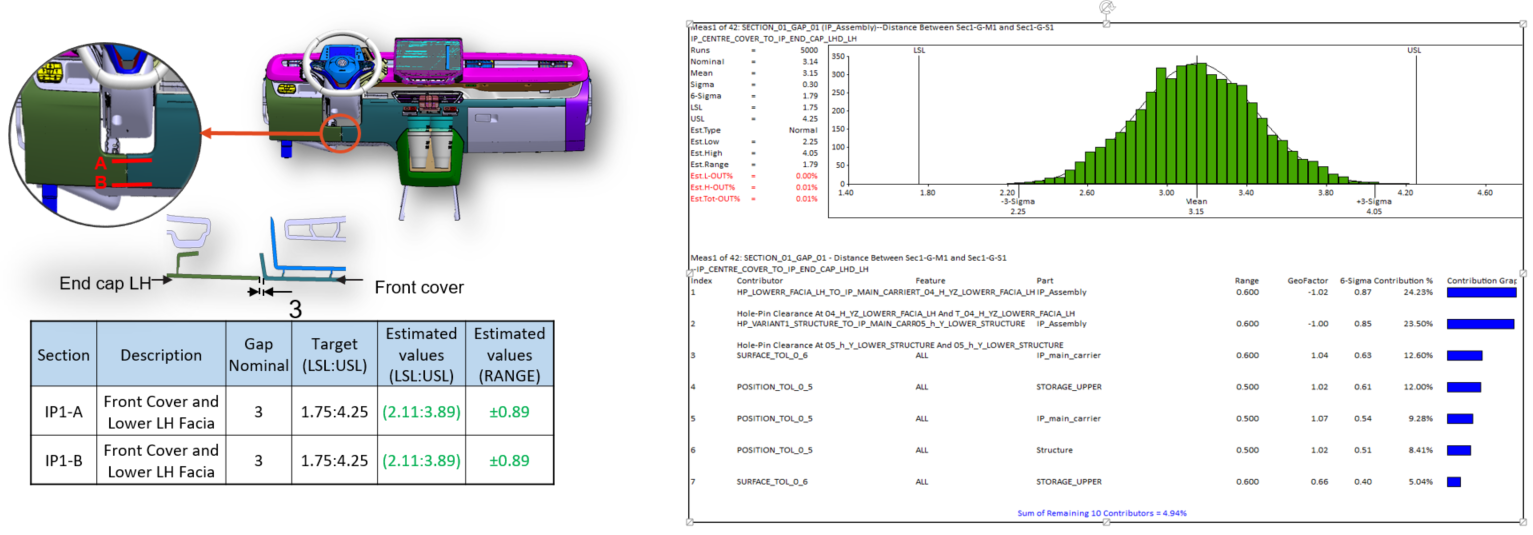 A
B
End cap LH
Front cover
3
Section Description Gap Nominal Target (LSL:USL) Estimated values (LSL:USL) Estimated values (RANGE)
IP1-A Front Cover and Lower LH Facia 3 1.75:4.25 (2.11:3.89) ±0.89
IP1-B Front Cover and Lower LH Facia 3 1.75:4.25 (2.11:3.89) ±0.89
Meas1 of 42: SECTION_01_GAP_01 (IP_Assembly)--Distance Between Sec1-G-M1 and Sec1-G-S1
IP_CENTRE_COVER_TO_IP_END_CAP_LHD_LH
Runs = 5000
Nominal = 3.14
Mean = 3.15
Sigma = 0.30
6-Sigma = 1.79
LSL = 1.75
USL = 4.25
Est.Type Normal
Est.Low = 2.25
Est.High = 4.05
Est.Range = 1.79
Est.L-OUT% = 0.00%
Est.H-OUT% = 0.01%
Est.Tot-OUT% = 0.01%
LSL USL
350
300
250
200
150
100
50
0
1.40 1.80 2.20 2.60 3.00 3.40 3.80 4.20 4.60
-3-Sigma Mean +3-Sigma
2.25 3.15 4.05
Meas1 of 42: SECTION_01_GAP_01 - Distance Between Sec1-G-M1 and Sec1-G-S1
--IP_CENTRE_COVER_TO_IP_END_CAP_LHD_LH
Index Contributor Feature Part Range GeoFactor 6-Sigma Contribution % Contribution Grap
1 HP_LOWERR_FACIA_LH_TO_IP_MAIN_CARRIERT_04_H_YZ_LOWERR_FACIA_LH IP_Assembly 0.600 -1.02 0.87 24.23%
Hole-Pin Clearance At 04_H_YZ_LOWERR_FACIA_LH And T_04_H_YZ_LOWERR_FACIA_LH
2 HP_VARIANT1_STRUCTURE_TO_IP_MAIN_CARR05_h_Y_LOWER_STRUCTURE IP_Assembly 0.600 -1.00 0.85 23.50%
Hole-Pin Clearance At 05_h_Y_LOWER_STRUCTURE And 05_h_Y_LOWER_STRUCTURE
3 SURFACE_TOL_0_6 ALL IP_main_carrier 0.600 1.04 0.63 12.60%
4 POSITION_TOL_0_5 ALL STORAGE_UPPER 0.500 1.02 0.61 12.00%
5 POSITION_TOL_0_5 ALL IP_main_carrier 0.500 1.07 0.54 9.28%
6 POSITION_TOL_0_5 ALL Structure 0.500 1.02 0.51 8.41%
7 SURFACE_TOL_0_6 ALL STORAGE_UPPER 0.600 0.66 0.40 5.04%
Sum of Remaining 10 Contributors = 4.94%